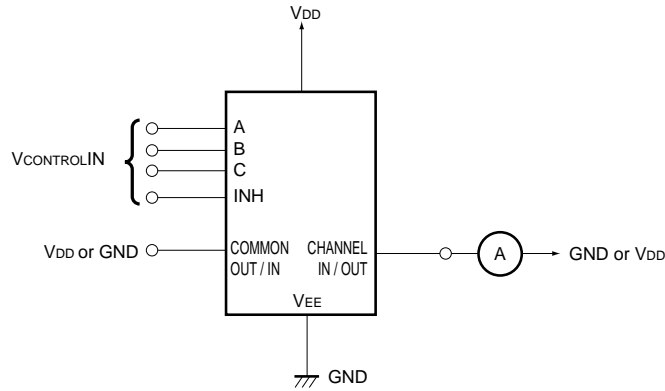 VDD
A
B
C
INH
VCONTROLIN
VDD or GND
COMMON
OUT / IN
CHANNEL
IN / OUT
A
GND or VDD
VEE
GND